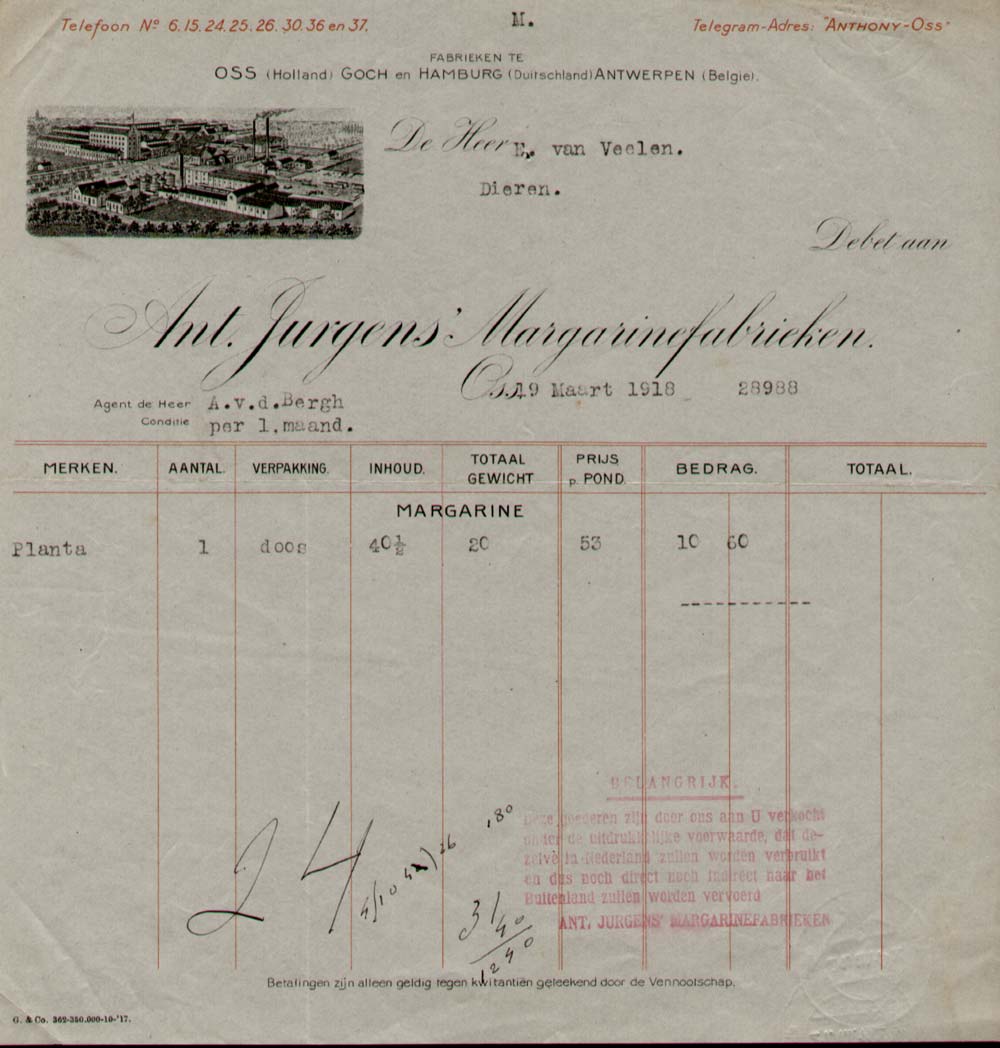 M.
Telefoon Nº 6.15.24.25.26.30.36 en 37.
Telegram-Adres: "ANTHONY-OSS"
FABRIEKEN TE
OSS (Holland) GOCH en HAMBURG (Duitschland) ANTWERPEN (Belgie).
De Heer E. van Veelen.
Dieren.
Debet aan
Ant. Jurgens' Margarinefabrieken.
Oss, 19 Maart 1918 28988
Agent de Heer A.v.d.Bergh
Conditie per 1.maand.
MERKEN. AANTAL. VERPAKKING. INHOUD. TOTAAL GEWICHT PRIJS p. POND. BEDRAG. TOTAAL.
MARGARINE
Planta 1 doos 40½ 20 53 10 60
BELANGRIJK.
Deze goederen zijn door ons aan U verkocht
onder de uitdrukkelijke voorwaarde, dat de-
zelve in Nederland zullen worden verbruikt
en dus noch direct noch indirect naar het
Buitenland zullen worden vervoerd
ANT. JURGENS' MARGARINEFABRIEKEN
24
26
,80
31
40
1240
Betalingen zijn alleen geldig tegen kwitantiën geteekend door de Vennootschap.
G. & Co. 362-350.000-10-'17.